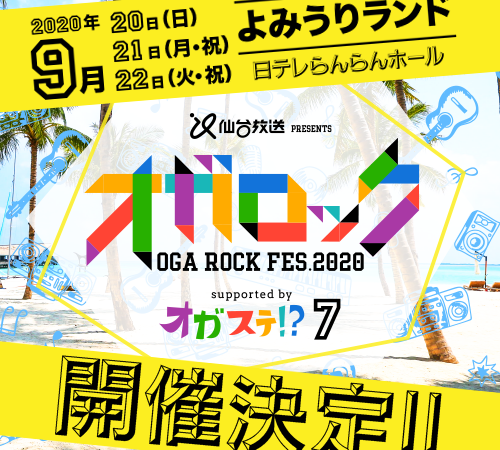 2020年 9月
20日(日)
21日(月・祝)
22日(火・祝)
よみうりランド
日テレらんらんホール
仙台放送 PRESENTS
オガロック
OGA ROCK FES.2020
supported by
オガステ!? 7
開催決定!!